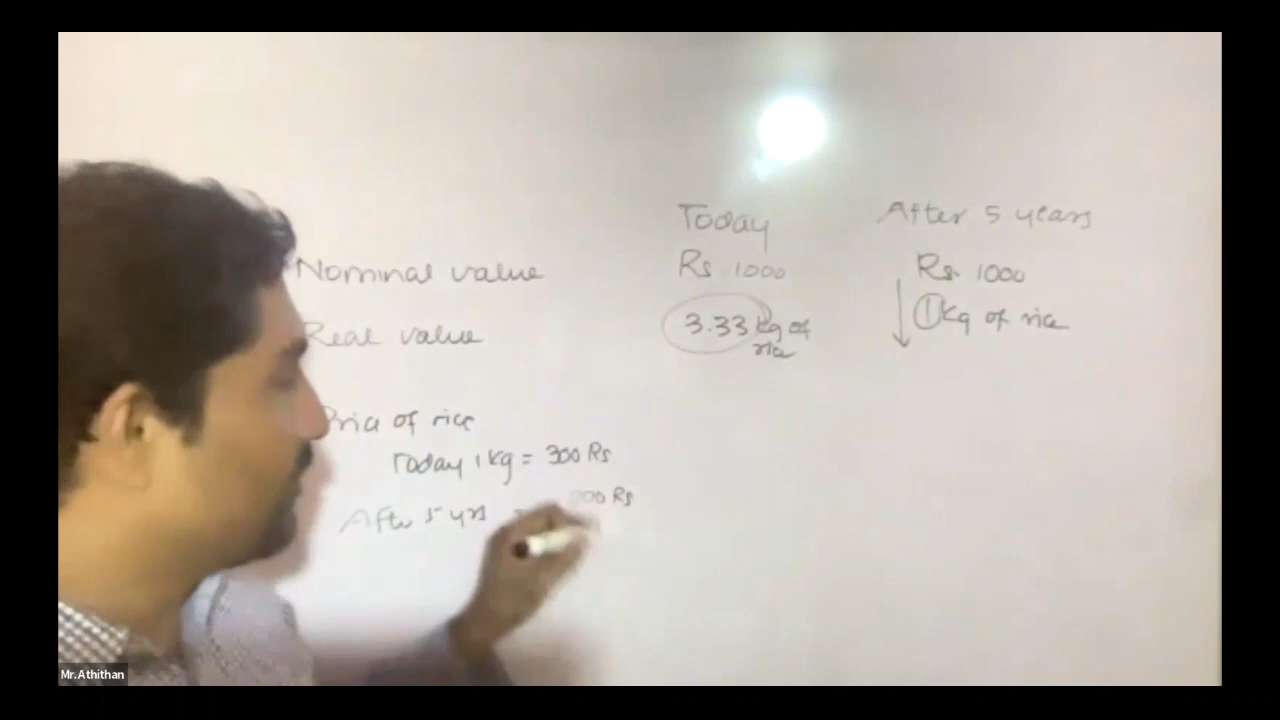 Today After 5 years
Nominal value Rs 1000 Rs. 1000
Real value 3.33 kg of rice 1 kg of rice
Price of rice
Today 1 kg = 300 Rs
After 5 yrs = Rs
Mr.Athithan